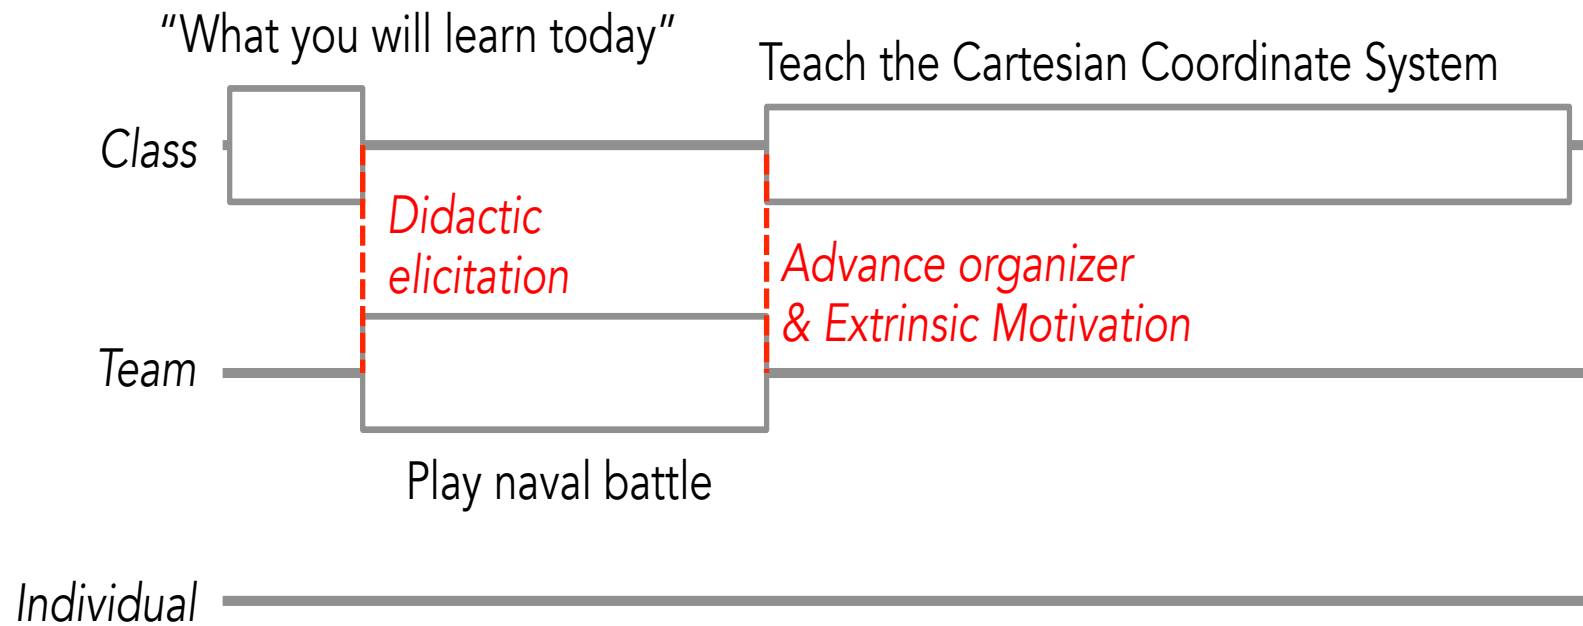 “What you will learn today”
Teach the Cartesian Coordinate System
Class
Didactic
elicitation
Advance organizer
& Extrinsic Motivation
Team
Play naval battle
Individual